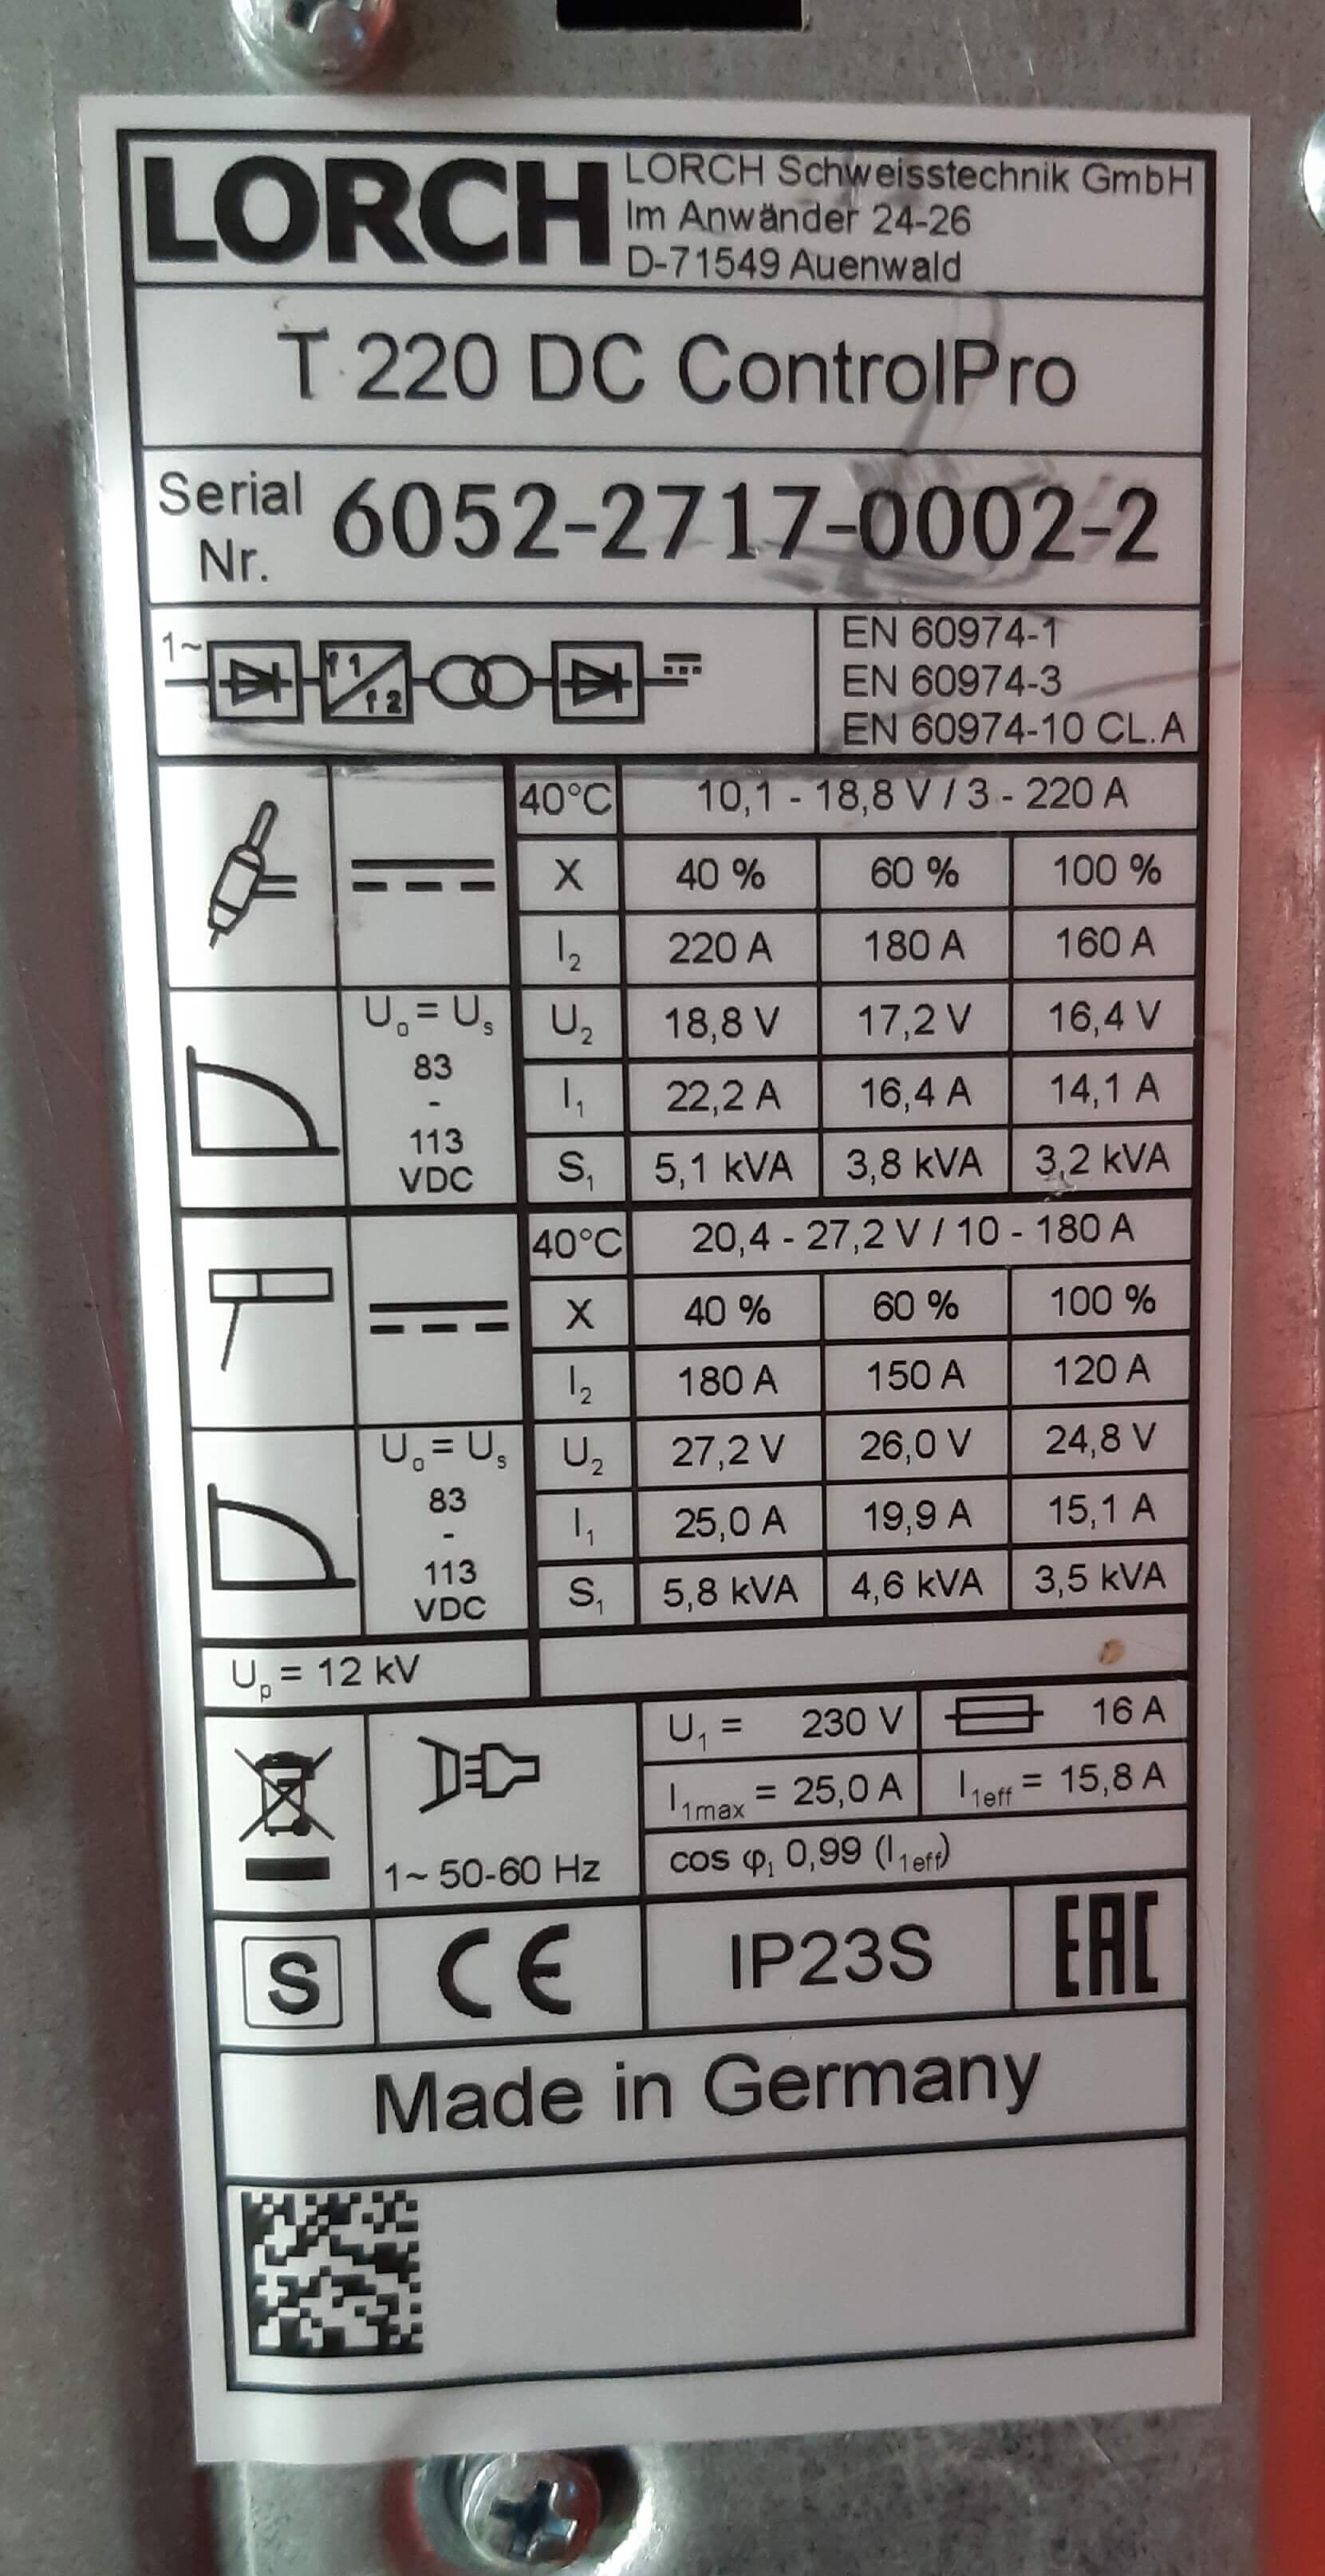 LORCH
LORCH Schweisstechnik GmbH
Im Anwänder 24-26
D-71549 Auenwald
T 220 DC ControlPro
Serial Nr. 6052-2717-0002-2
1~ f1 f2
EN 60974-1
EN 60974-3
EN 60974-10 CL.A
40°C 10,1 - 18,8 V / 3 - 220 A
X 40 % 60 % 100 %
I₂ 220 A 180 A 160 A
U₀ = Uₛ
83
-
113
VDC
U₂ 18,8 V 17,2 V 16,4 V
I₁ 22,2 A 16,4 A 14,1 A
S₁ 5,1 kVA 3,8 kVA 3,2 kVA
40°C 20,4 - 27,2 V / 10 - 180 A
X 40 % 60 % 100 %
I₂ 180 A 150 A 120 A
U₀ = Uₛ
83
-
113
VDC
U₂ 27,2 V 26,0 V 24,8 V
I₁ 25,0 A 19,9 A 15,1 A
S₁ 5,8 kVA 4,6 kVA 3,5 kVA
Uₚ = 12 kV
1~ 50-60 Hz
U₁ = 230 V 16 A
I₁max = 25,0 A I₁eff = 15,8 A
cos φ₁ 0,99 (I₁eff)
S CE IP23S EAC
Made in Germany